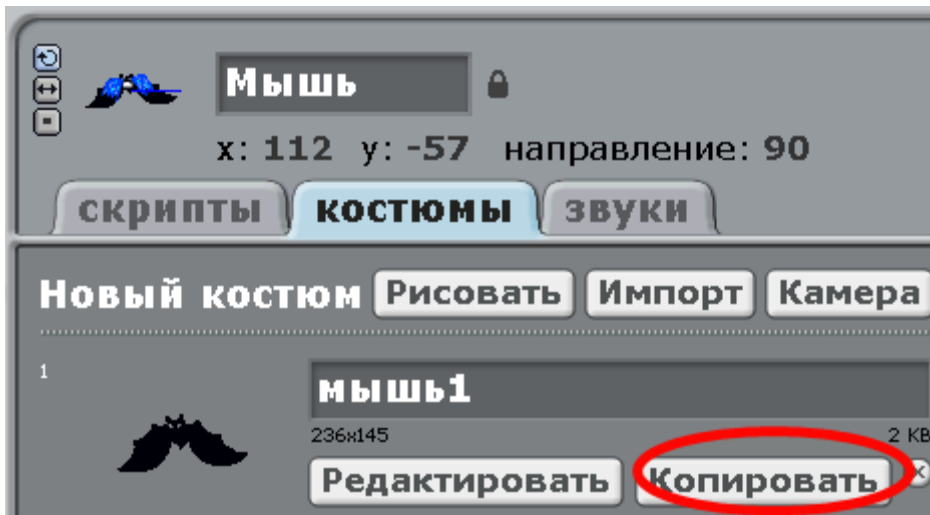 Мышь
x: 112 y: -57 направление: 90
скрипты костюмы звуки
Новый костюм Рисовать Импорт Камера
1
мышь1
236x145 2 KB
Редактировать Копировать